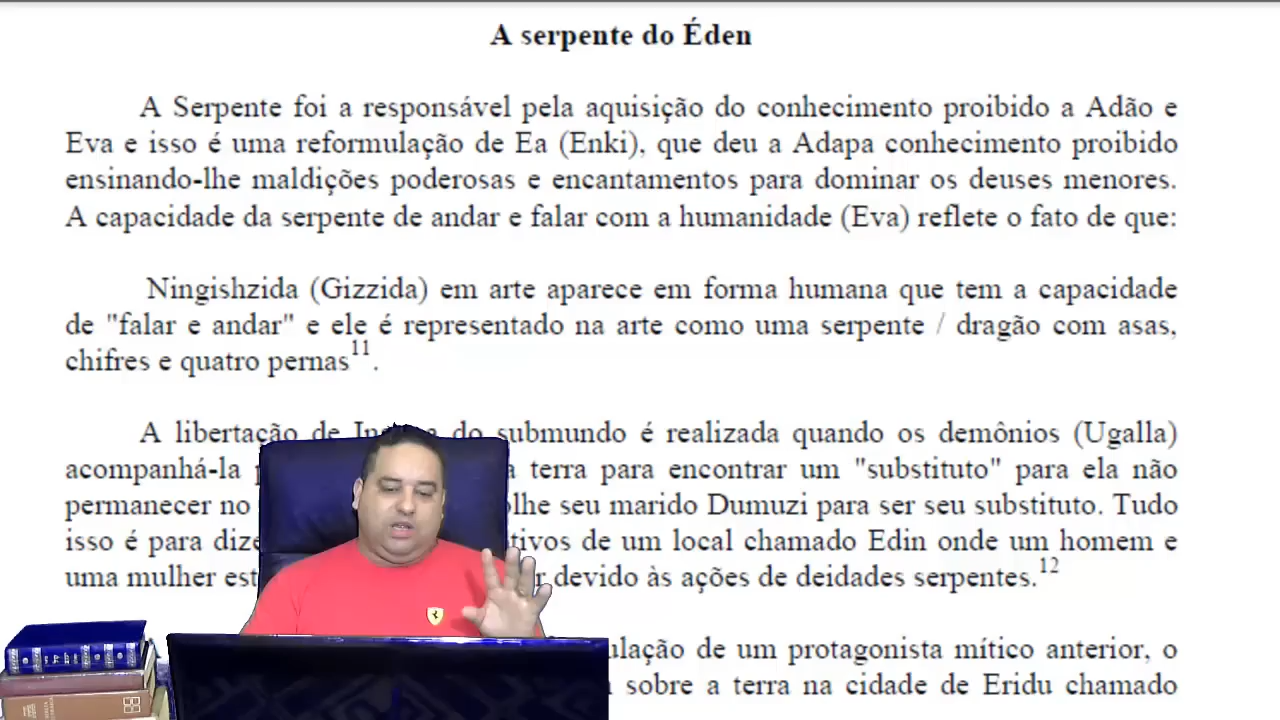 A serpente do Éden
A Serpente foi a responsável pela aquisição do conhecimento proibido a Adão e
Eva e isso é uma reformulação de Ea (Enki), que deu a Adapa conhecimento proibido
ensinando-lhe maldições poderosas e encantamentos para dominar os deuses menores.
A capacidade da serpente de andar e falar com a humanidade (Eva) reflete o fato de que:
Ningishzida (Gizzida) em arte aparece em forma humana que tem a capacidade
de "falar e andar" e ele é representado na arte como uma serpente / dragão com asas,
chifres e quatro pernas11.
A libertação de do submundo é realizada quando os demônios (Ugalla)
acompanhá-la terra para encontrar um "substituto" para ela não
permanecer no seu marido Dumuzi para ser seu substituto. Tudo
isso é para de um local chamado Edin onde um homem e
uma mulher devido às ações de deidades serpentes.12
de um protagonista mítico anterior, o
sobre a terra na cidade de Eridu chamado